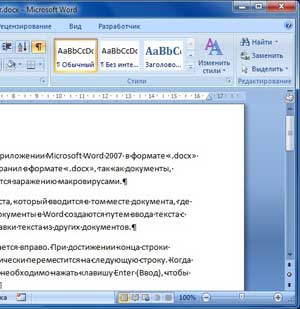 r.docx - Microsoft Word
Рецензирование Вид Разработчик
AaBbCcDc AaBbCcDc AaBbCc
¶ Обычный ¶ Без инте... Заголово...
Изменить стили
Стили
Найти
Заменить
Выделить
Редактирование
риложении·Microsoft·Word·2007·в·формате·«.docx»·
ранил·в·формате·«.docx»,·так·как·документы,·
тся·заражению·макровирусами.¶
ста,·который·вводится·в·том·месте·документа,·где·
окументы·в·Word·создаются·путем·ввода·текста·с·
авки·текста·из·других·документов.¶
ается·вправо.·При·достижении·конца·строки·
ически·переместится·на·следующую·строку.·Когда·
необходимо·нажать·клавишу·Enter·(Ввод),·чтобы·
100%